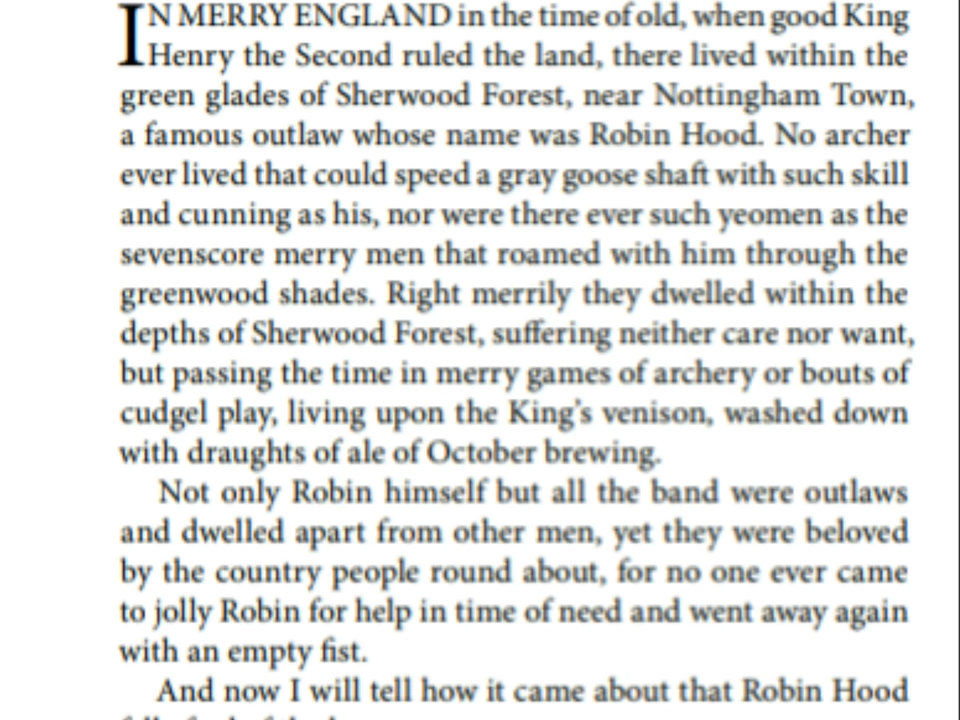 IN MERRY ENGLAND in the time of old, when good King
Henry the Second ruled the land, there lived within the
green glades of Sherwood Forest, near Nottingham Town,
a famous outlaw whose name was Robin Hood. No archer
ever lived that could speed a gray goose shaft with such skill
and cunning as his, nor were there ever such yeomen as the
sevenscore merry men that roamed with him through the
greenwood shades. Right merrily they dwelled within the
depths of Sherwood Forest, suffering neither care nor want,
but passing the time in merry games of archery or bouts of
cudgel play, living upon the King's venison, washed down
with draughts of ale of October brewing.
Not only Robin himself but all the band were outlaws
and dwelled apart from other men, yet they were beloved
by the country people round about, for no one ever came
to jolly Robin for help in time of need and went away again
with an empty fist.
And now I will tell how it came about that Robin Hood